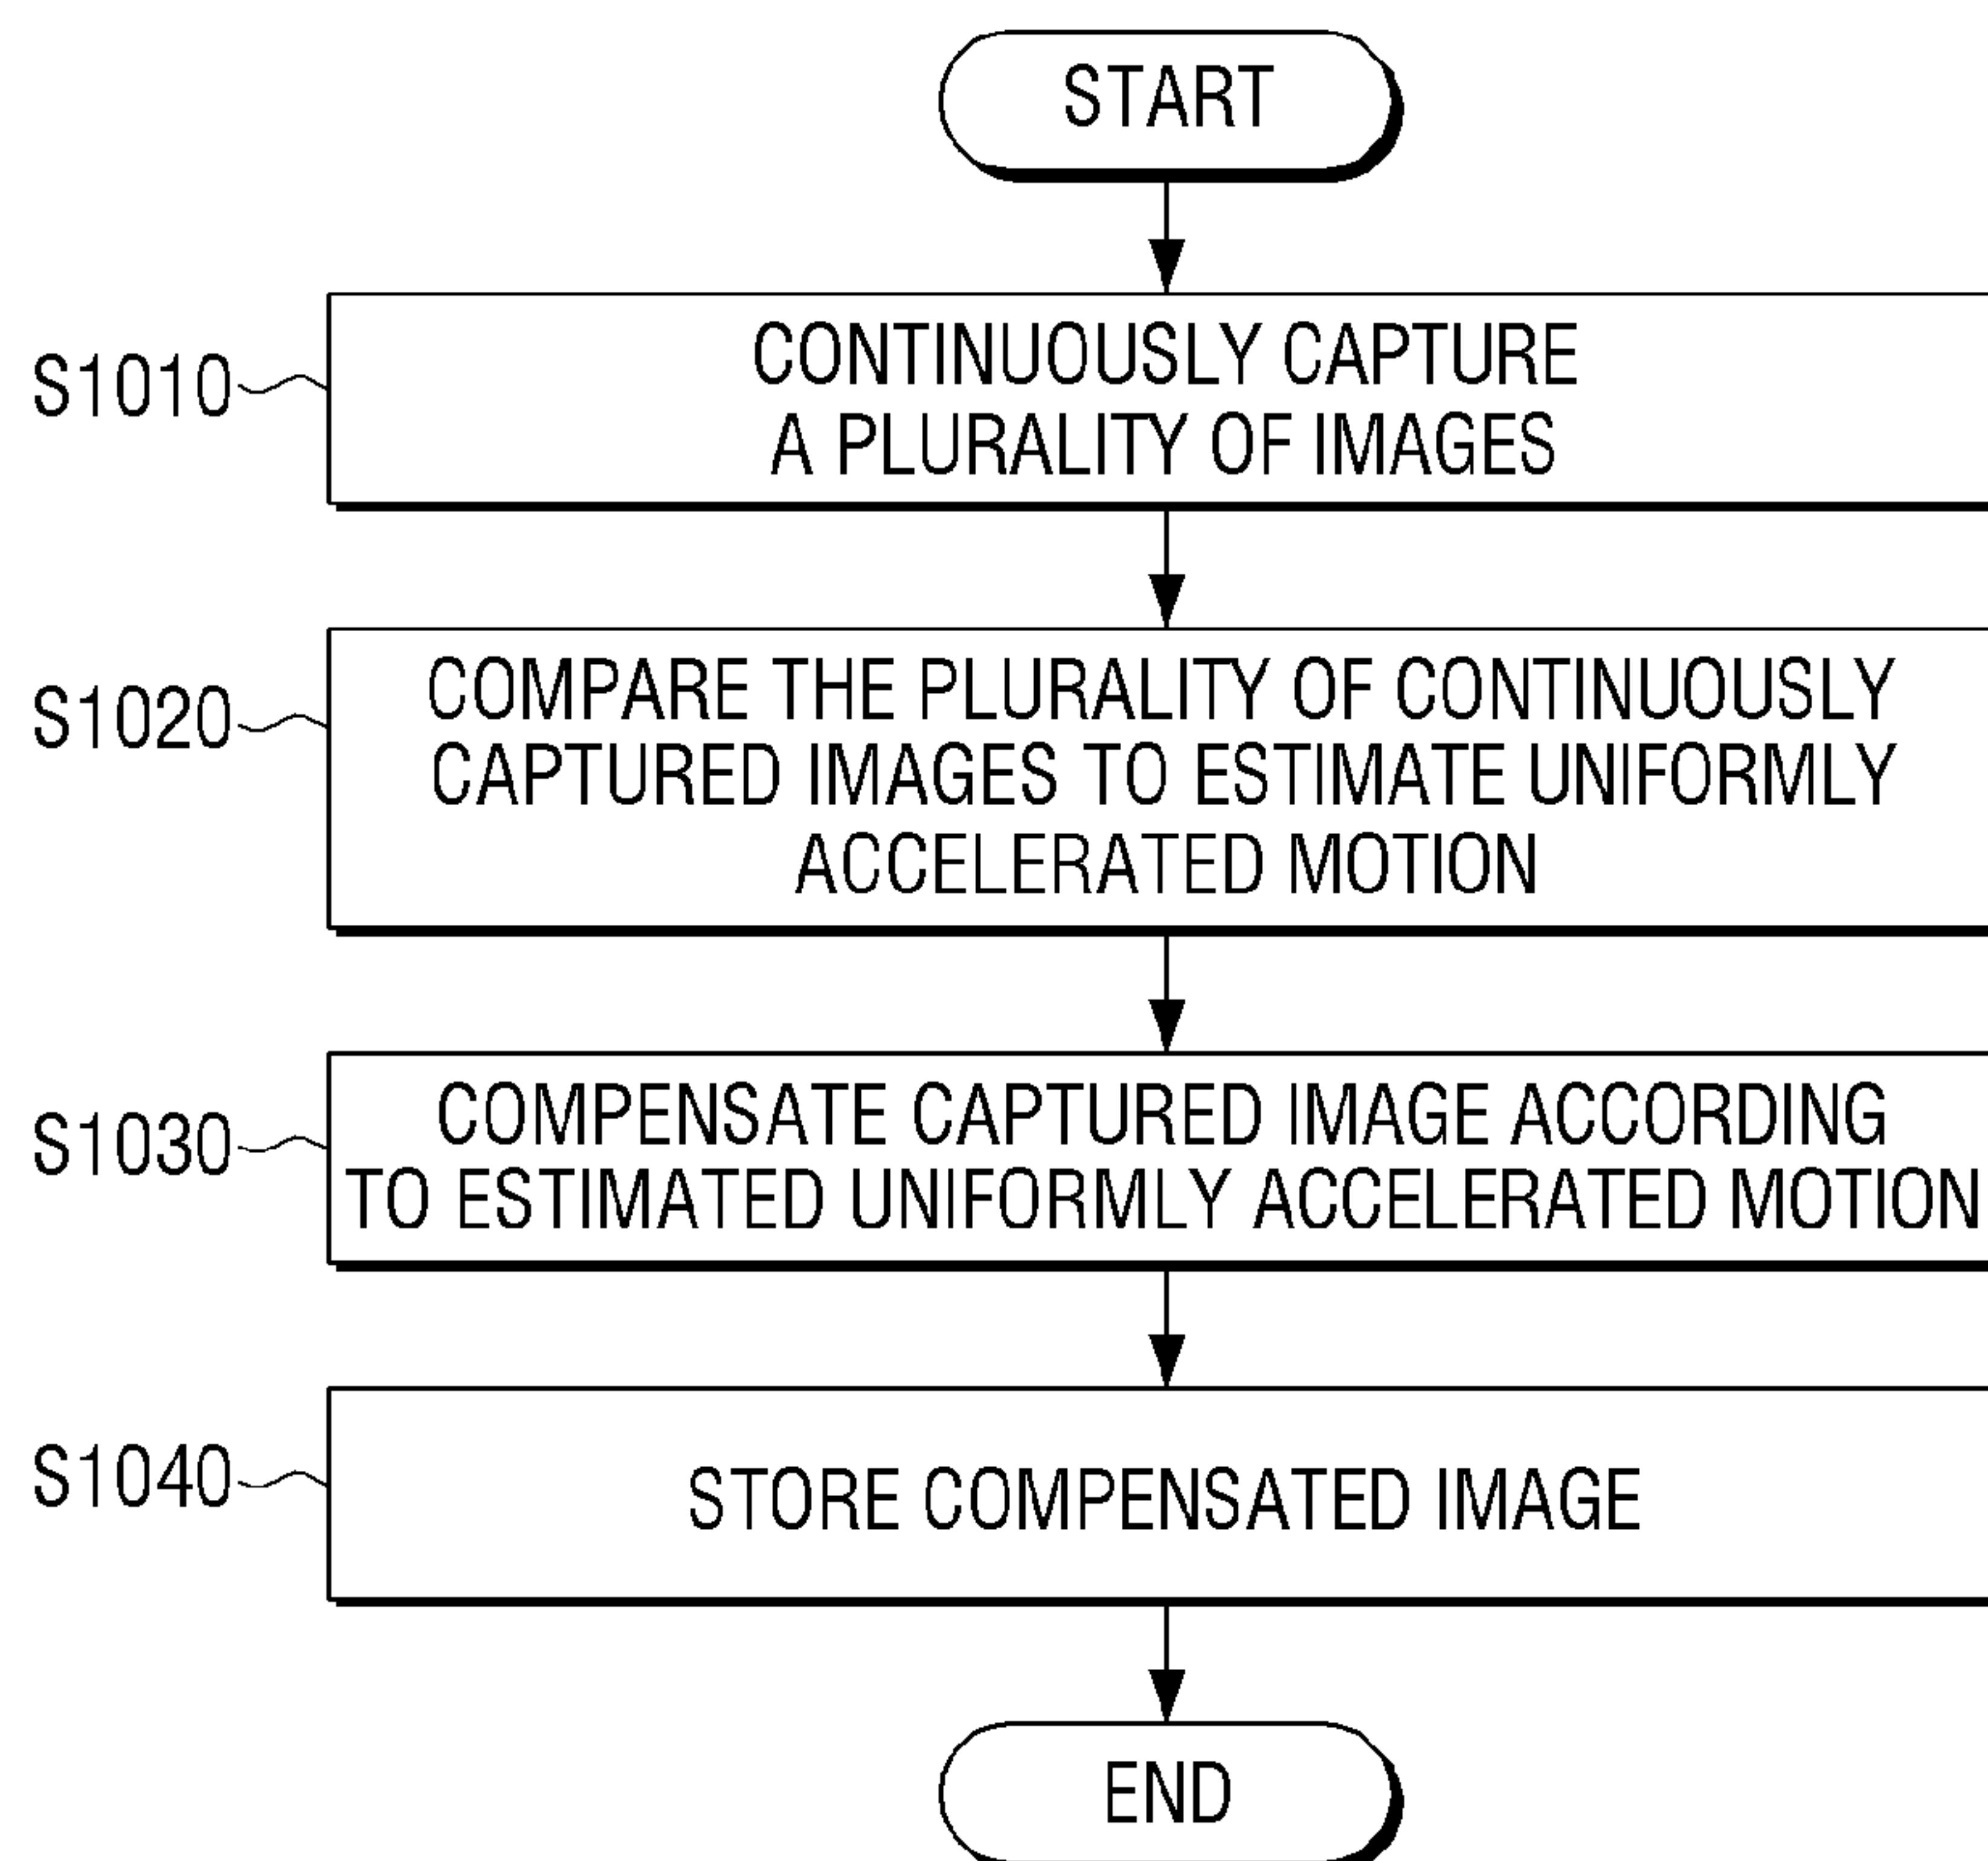 START
S1010
CONTINUOUSLY CAPTURE
A PLURALITY OF IMAGES
S1020
COMPARE THE PLURALITY OF CONTINUOUSLY
CAPTURED IMAGES TO ESTIMATE UNIFORMLY
ACCELERATED MOTION
S1030
COMPENSATE CAPTURED IMAGE ACCORDING
TO ESTIMATED UNIFORMLY ACCELERATED MOTION
S1040
STORE COMPENSATED IMAGE
END